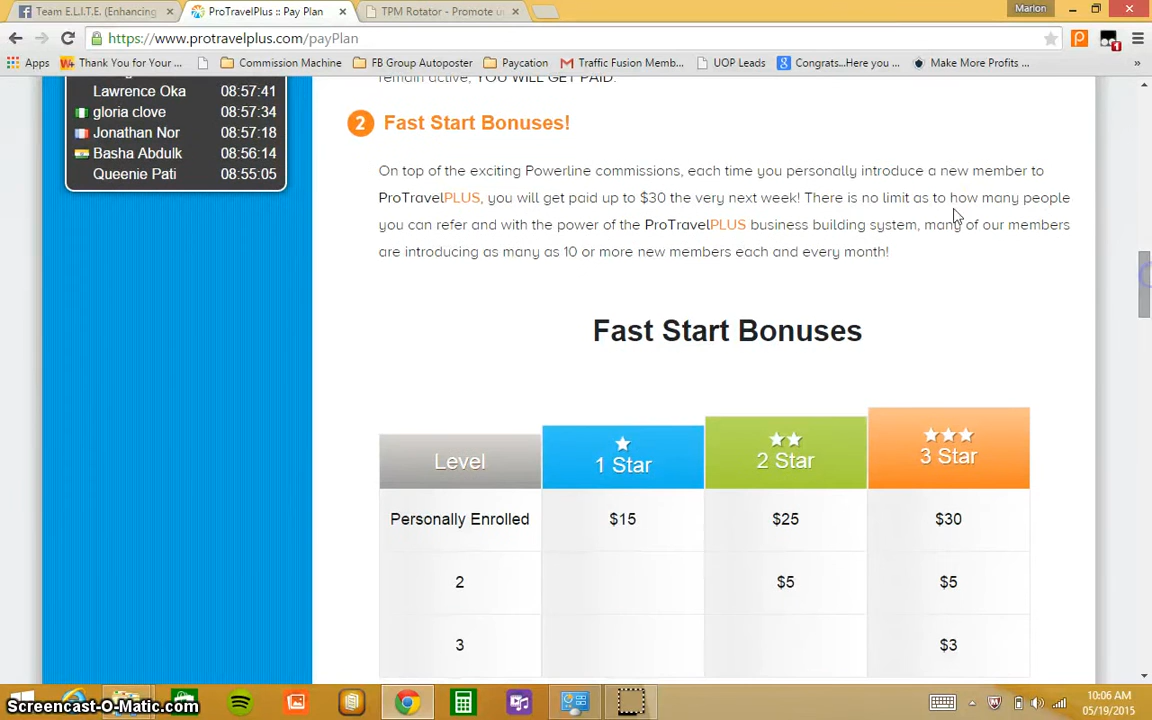 Marlon
Team E.L.I.T.E. (Enhancing
ProTravelPlus :: Pay Plan
TPM Rotator - Promote u
https://www.protravelplus.com/payPlan
Apps
Thank You for Your ...
Commission Machine
FB Group Autoposter
Paycation
Traffic Fusion Memb...
UOP Leads
Congrats...Here you ...
Make More Profits ...
»
remain active, YOU WILL GET PAID.
Lawrence Oka 08:57:41
gloria clove 08:57:34
Jonathan Nor 08:57:18
Basha Abdulk 08:56:14
Queenie Pati 08:55:05
2 Fast Start Bonuses!
On top of the exciting Powerline commissions, each time you personally introduce a new member to
ProTravelPLUS, you will get paid up to $30 the very next week! There is no limit as to how many people
you can refer and with the power of the ProTravelPLUS business building system, many of our members
are introducing as many as 10 or more new members each and every month!
Fast Start Bonuses
Level 1 Star 2 Star 3 Star
Personally Enrolled $15 $25 $30
2 $5 $5
3 $3
Screencast-O-Matic.com
10:06 AM
05/19/2015